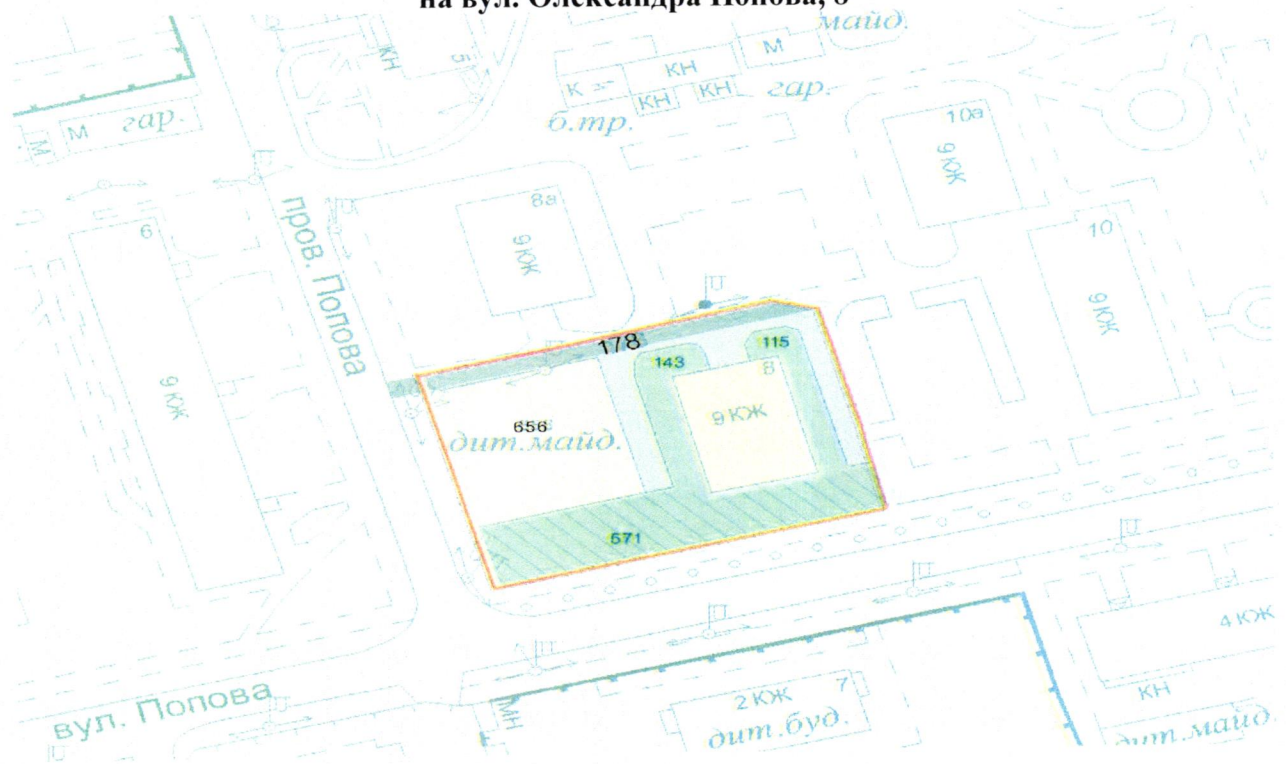 на вул. Олександра Попова, 8
майд.
КН
5
М
КН
К
КН
КН
гар.
б.тр.
М
М
гар.
10а
9 КЖ
6
9 КЖ
пров. Попова
8а
9 КЖ
10
9 КЖ
178
143
115
8
9 КЖ
656
дит.майд.
571
вул. Попова
МН
2 КЖ
7
дит.буд.
4 КЖ
КН
дит.майд.